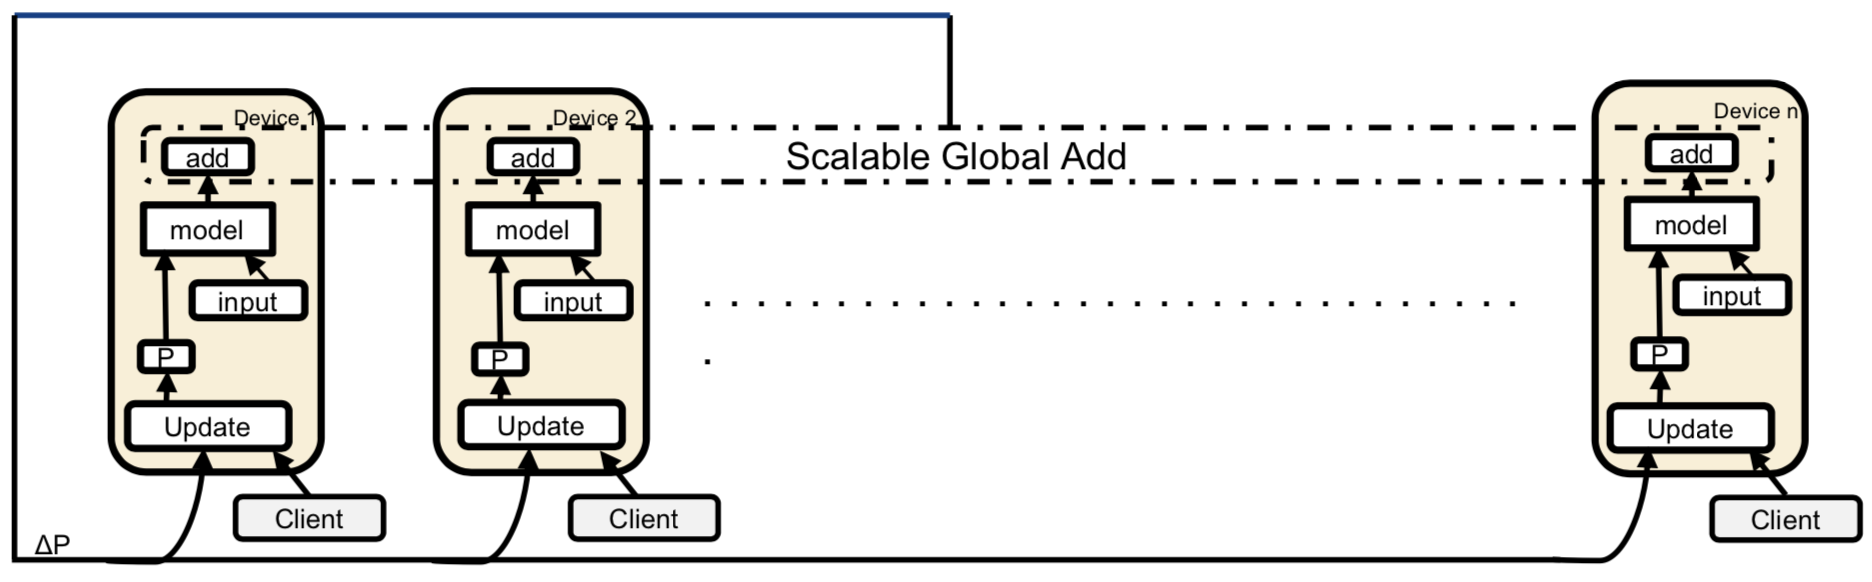 Device 1
add
model
input
P
Update
Client
Device 2
add
model
input
P
Update
Client
Scalable Global Add
Device n
add
model
input
P
Update
Client
ΔP